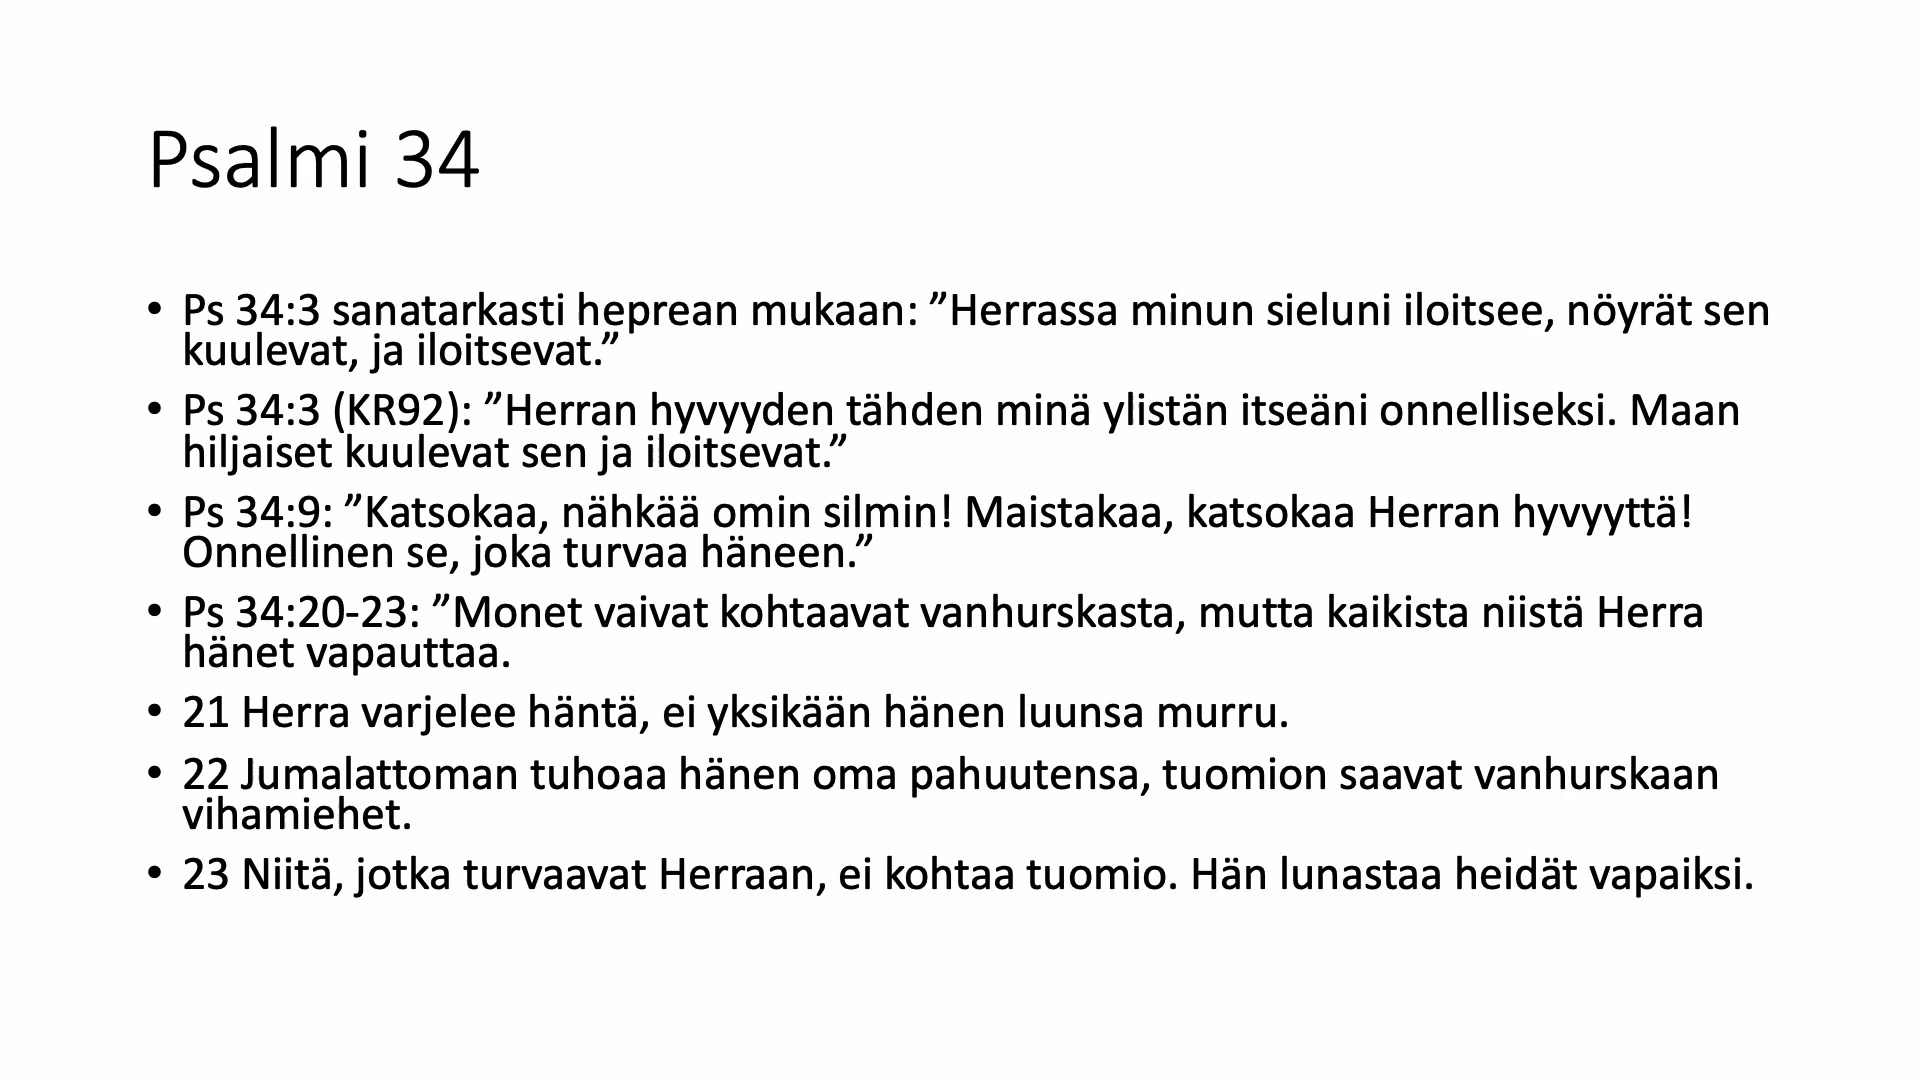 Psalmi 34
• Ps 34:3 sanatarkasti heprean mukaan: ”Herrassa minun sieluni iloitsee, nöyrät sen
kuulevat, ja iloitsevat.”
• Ps 34:3 (KR92): ”Herran hyvyyden tähden minä ylistän itseäni onnelliseksi. Maan
hiljaiset kuulevat sen ja iloitsevat.”
• Ps 34:9: ”Katsokaa, nähkää omin silmin! Maistakaa, katsokaa Herran hyvyyttä!
Onnellinen se, joka turvaa häneen.”
• Ps 34:20-23: ”Monet vaivat kohtaavat vanhurskasta, mutta kaikista niistä Herra
hänet vapauttaa.
• 21 Herra varjelee häntä, ei yksikään hänen luunsa murru.
• 22 Jumalattoman tuhoaa hänen oma pahuutensa, tuomion saavat vanhurskaan
vihamiehet.
• 23 Niitä, jotka turvaavat Herraan, ei kohtaa tuomio. Hän lunastaa heidät vapaiksi.